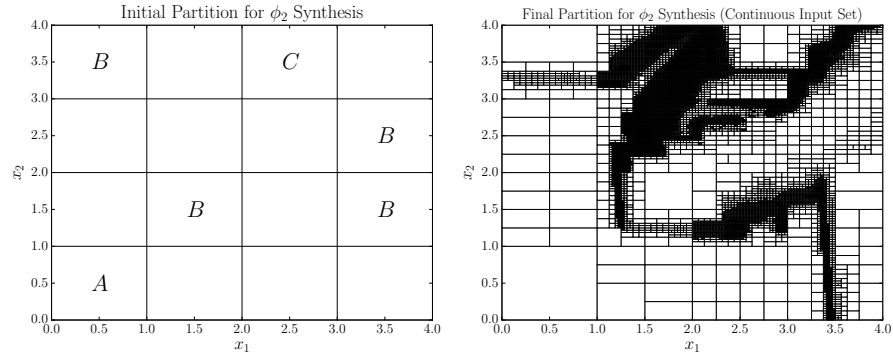 Initial Partition for ϕ₂ Synthesis
4.0
3.5
3.0
2.5
2.0
1.5
1.0
0.5
0.0
x₂
B
C
B
B
B
A
0.0 0.5 1.0 1.5 2.0 2.5 3.0 3.5 4.0
x₁
Final Partition for ϕ₂ Synthesis (Continuous Input Set)
4.0
3.5
3.0
2.5
2.0
1.5
1.0
0.5
0.0
x₂
0.0 0.5 1.0 1.5 2.0 2.5 3.0 3.5 4.0
x₁